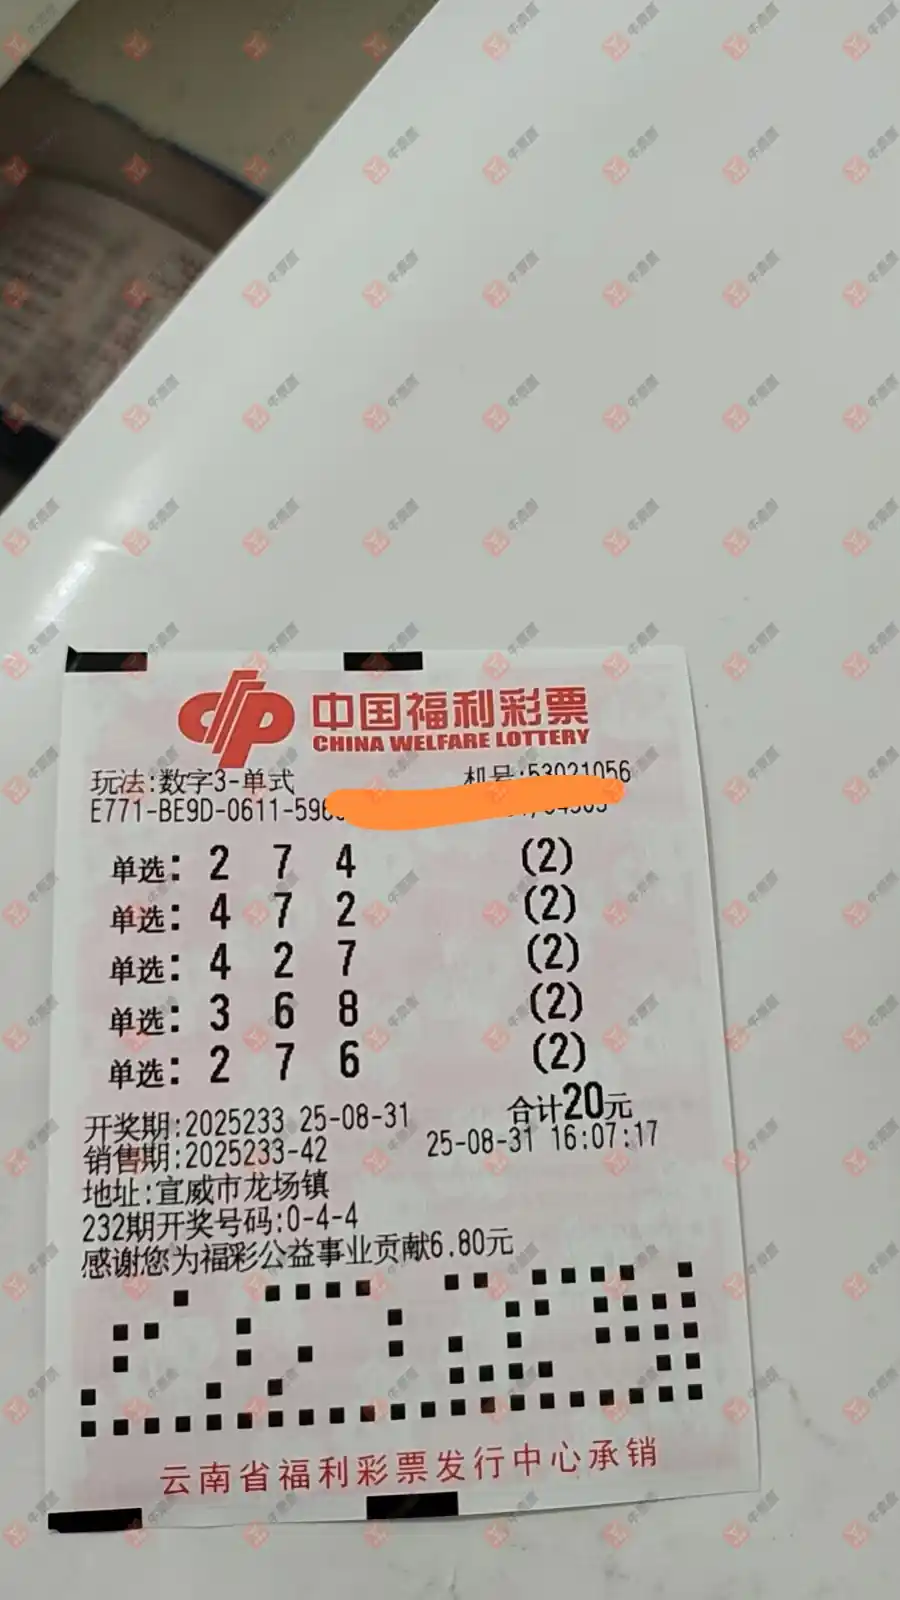 中国福利彩票
CHINA WELFARE LOTTERY
玩法:数字3-单式 机号:53021056
E771-BE9D-0611-596
单选: 2 7 4 (2)
单选: 4 7 2 (2)
单选: 4 2 7 (2)
单选: 3 6 8 (2)
单选: 2 7 6 (2)
合计20元
开奖期:2025233 25-08-31
销售期:2025233-42 25-08-31 16:07:17
地址:宣威市龙场镇
232期开奖号码:0-4-4
感谢您为福彩公益事业贡献6.80元
云南省福利彩票发行中心承销